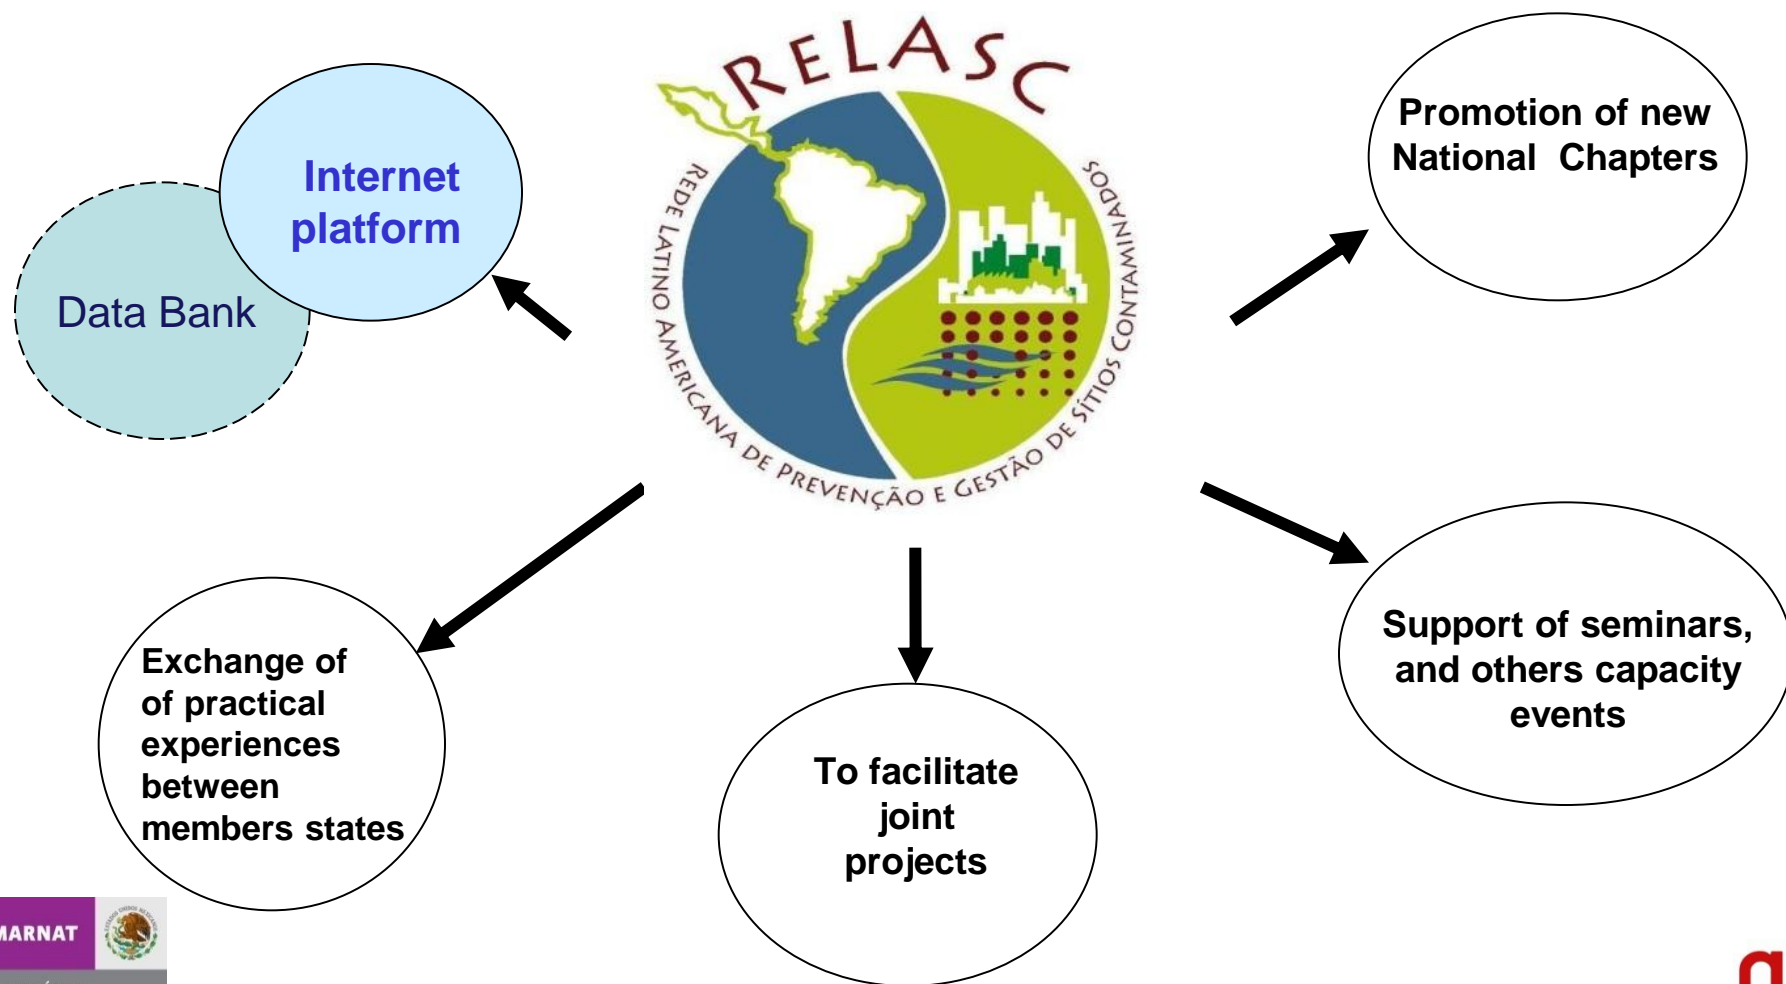 RELASC
REDE LATINO AMERICANA DE PREVENÇÃO E GESTÃO DE SÍTIOS CONTAMINADOS
Internet
platform
Data Bank
Promotion of new
National Chapters
Exchange of
of practical
experiences
between
members states
To facilitate
joint
projects
Support of seminars,
and others capacity
events
MARNAT